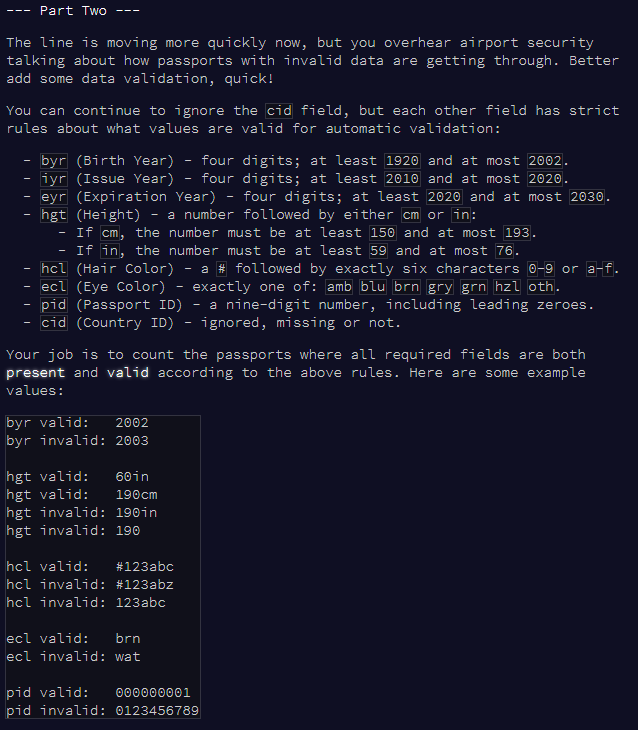 --- Part Two ---
The line is moving more quickly now, but you overhear airport security
talking about how passports with invalid data are getting through. Better
add some data validation, quick!
You can continue to ignore the cid field, but each other field has strict
rules about what values are valid for automatic validation:
- byr (Birth Year) - four digits; at least 1920 and at most 2002.
- iyr (Issue Year) - four digits; at least 2010 and at most 2020.
- eyr (Expiration Year) - four digits; at least 2020 and at most 2030.
- hgt (Height) - a number followed by either cm or in:
- If cm, the number must be at least 150 and at most 193.
- If in, the number must be at least 59 and at most 76.
- hcl (Hair Color) - a # followed by exactly six characters 0-9 or a-f.
- ecl (Eye Color) - exactly one of: amb blu brn gry grn hzl oth.
- pid (Passport ID) - a nine-digit number, including leading zeroes.
- cid (Country ID) - ignored, missing or not.
Your job is to count the passports where all required fields are both
present and valid according to the above rules. Here are some example
values:
byr valid:   2002
byr invalid: 2003
hgt valid:   60in
hgt valid:   190cm
hgt invalid: 190in
hgt invalid: 190
hcl valid:   #123abc
hcl invalid: #123abz
hcl invalid: 123abc
ecl valid:   brn
ecl invalid: wat
pid valid:   000000001
pid invalid: 0123456789